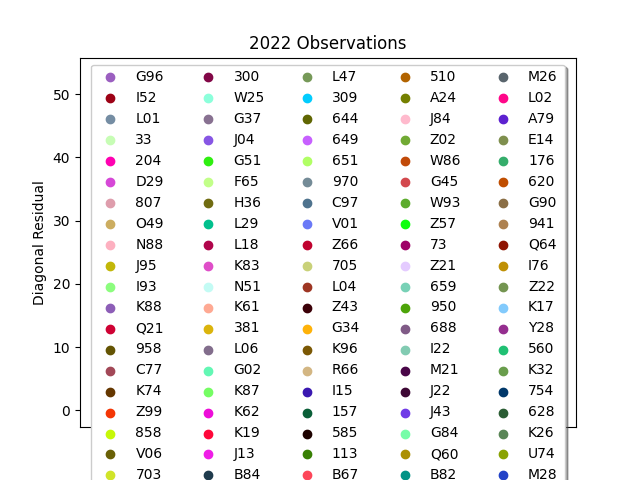 2022 Observations
Diagonal Residual
50
40
30
20
10
0
G96 300 L47 510 M26
I52 W25 309 A24 L02
L01 G37 644 J84 A79
33 J04 649 Z02 E14
204 G51 651 W86 176
D29 F65 970 G45 620
807 H36 C97 W93 G90
O49 L29 V01 Z57 941
N88 L18 Z66 73 Q64
J95 K83 705 Z21 I76
I93 N51 L04 659 Z22
K88 K61 Z43 950 K17
Q21 381 G34 688 Y28
958 L06 K96 I22 560
C77 G02 R66 M21 K32
K74 K87 I15 J22 754
Z99 K62 157 J43 628
858 K19 585 G84 K26
V06 J13 113 Q60 U74
703 B84 B67 B82 M28